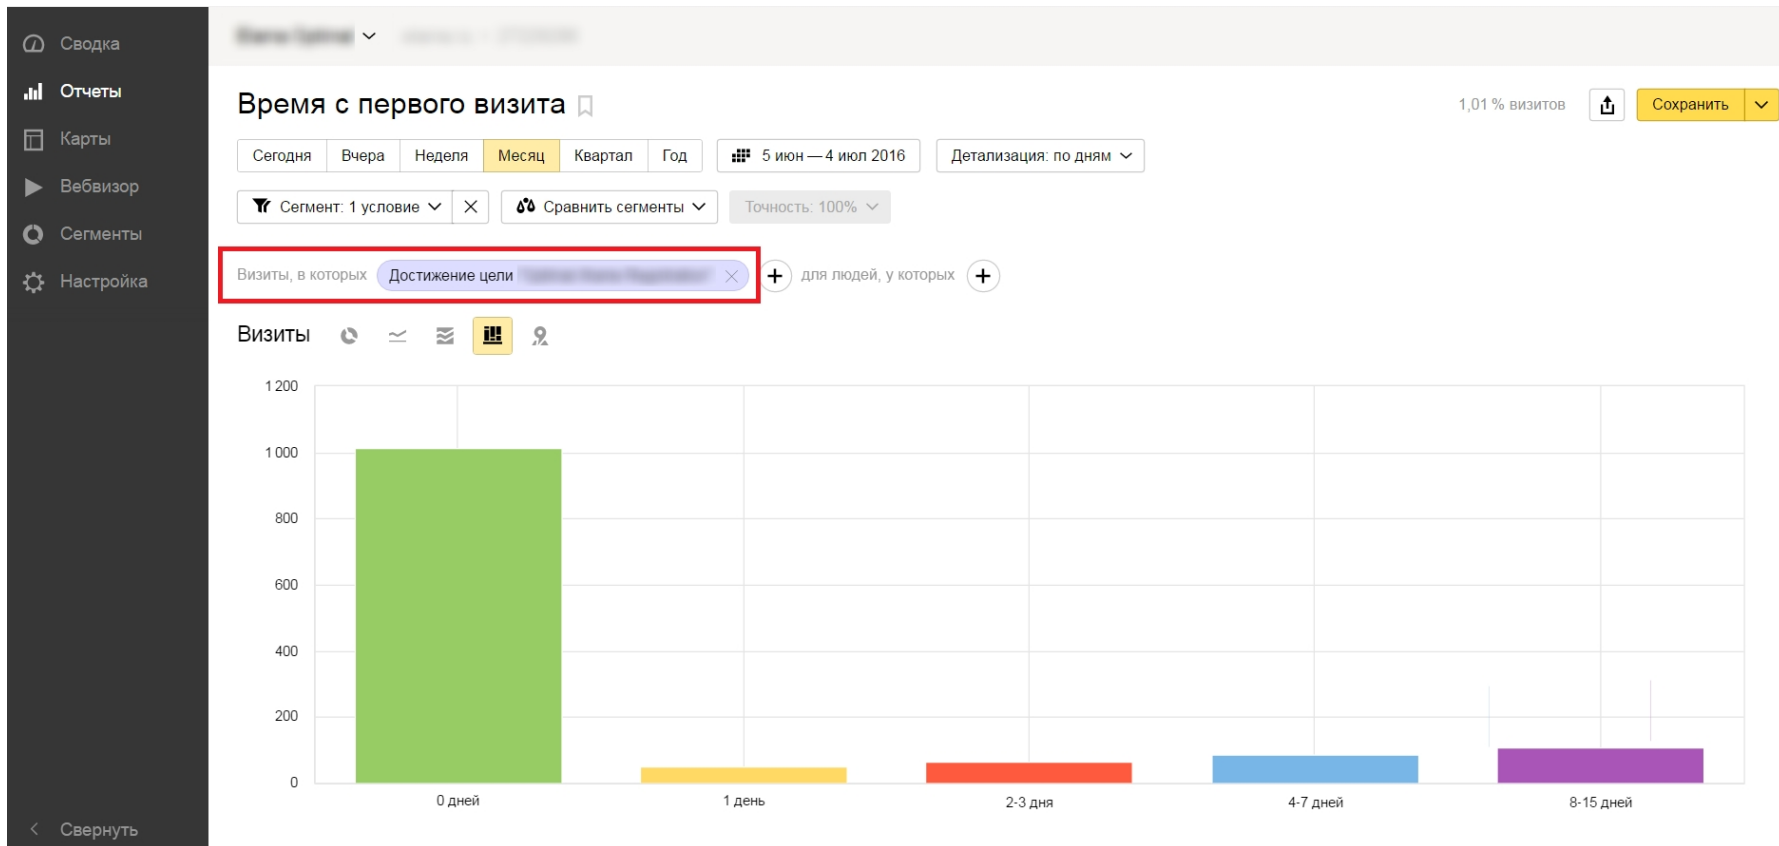 Сводка
Отчеты
Карты
Вебвизор
Сегменты
Настройка
Свернуть
Время с первого визита
1,01 % визитов
Сохранить
Сегодня Вчера Неделя Месяц Квартал Год 5 июн — 4 июл 2016 Детализация: по дням
Сегмент: 1 условие Сравнить сегменты Точность: 100%
Визиты, в которых Достижение цели для людей, у которых
Визиты
1 200
1 000
800
600
400
200
0
0 дней 1 день 2-3 дня 4-7 дней 8-15 дней